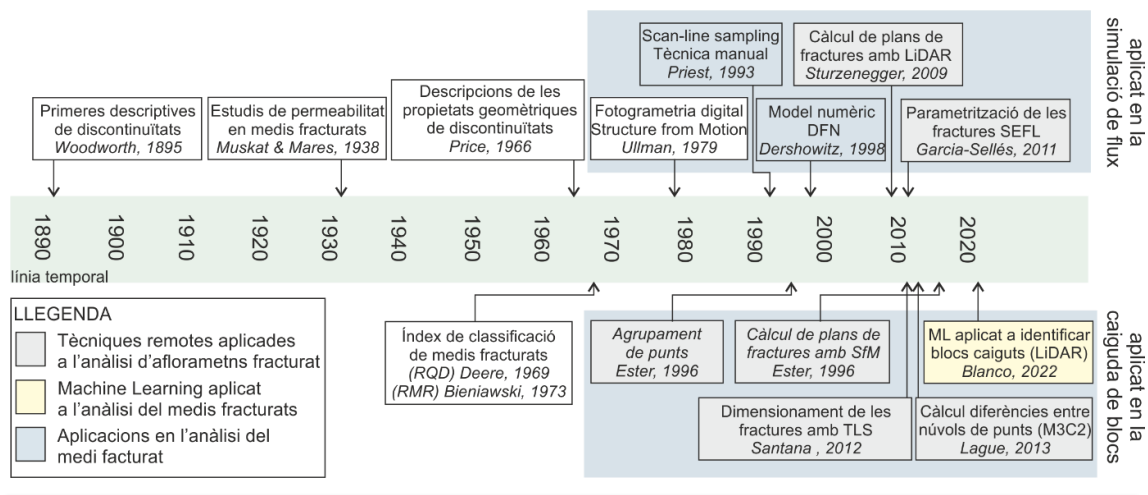 Primeres descriptives
de discontinuïtats
Woodworth, 1895
Estudis de permeabilitat
en medis fracturats
Muskat & Mares, 1938
Descripcions de les
propietats geomètriques
de discontinuïtats
Price, 1966
Fotogrametria digital
Structure from Motion
Ullman, 1979
Scan-line sampling
Tècnica manual
Priest, 1993
Model numèric
DFN
Dershowitz, 1998
Càlcul de plans de
fractures amb LiDAR
Sturzenegger, 2009
Parametrització de les
fractures SEFL
Garcia-Sellés, 2011
aplicat en la
simulació de flux
1890
1900
1910
1920
1930
1940
1950
1960
1970
1980
1990
2000
2010
2020
línia temporal
LLEGENDA
Tècniques remotes aplicades
a l'anàlisi d'aflorametns fracturat
Machine Learning aplicat
a l'anàlisi del medis fracturats
Aplicacions en l'anàlisi del
medi facturat
Índex de classificació
de medis fracturats
(RQD) Deere, 1969
(RMR) Bieniawski, 1973
Agrupament
de punts
Ester, 1996
Càlcul de plans de
fractures amb SfM
Ester, 1996
ML aplicat a identificar
blocs caiguts (LiDAR)
Blanco, 2022
Dimensionament de les
fractures amb TLS
Santana , 2012
Càlcul diferències entre
núvols de punts (M3C2)
Lague, 2013
aplicat en la
caiguda de blocs